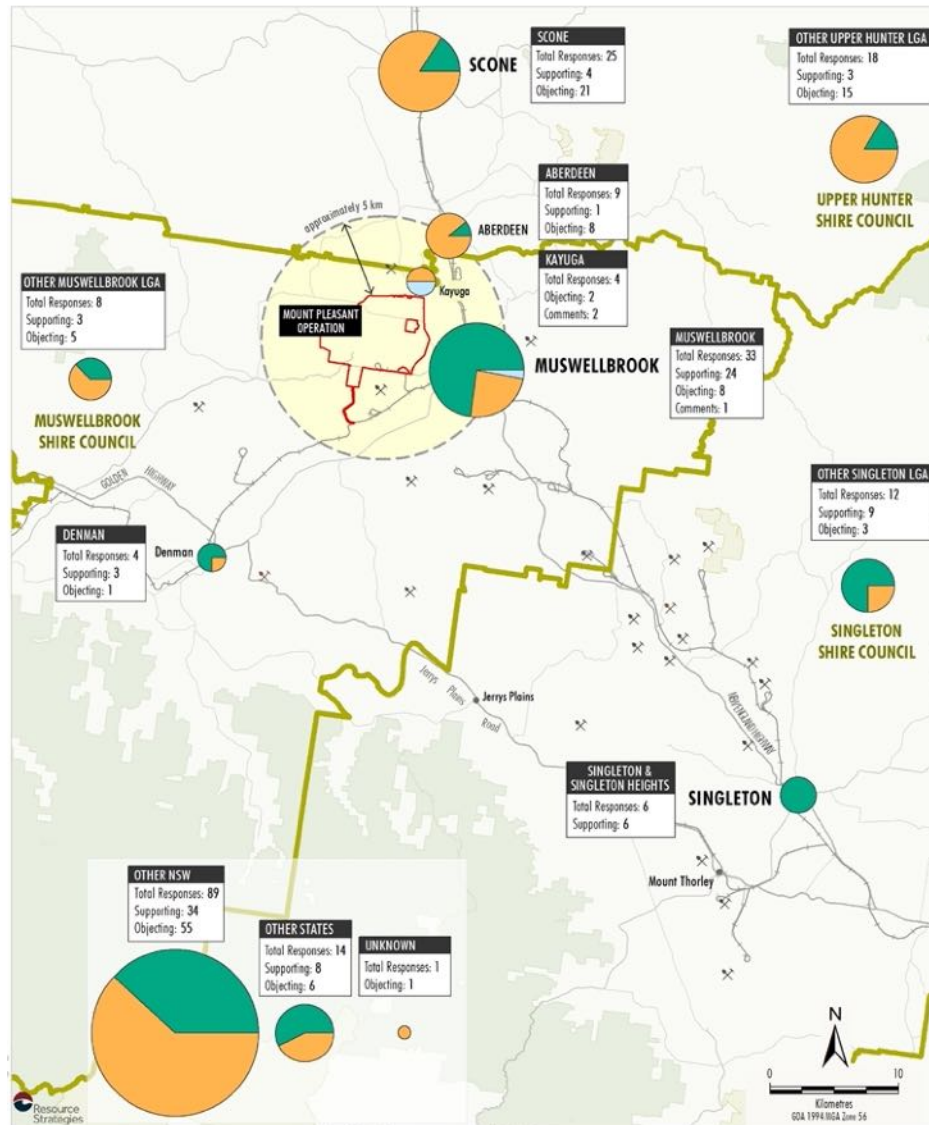 SCONE
Total Responses: 25
Supporting: 4
Objecting: 21
SCONE
OTHER UPPER HUNTER LGA
Total Responses: 18
Supporting: 3
Objecting: 15
UPPER HUNTER
SHIRE COUNCIL
ABERDEEN
Total Responses: 9
Supporting: 1
Objecting: 8
approximately 5 km
ABERDEEN
KAYUGA
Total Responses: 4
Objecting: 2
Comments: 2
Kayuga
OTHER MUSWELLBROOK LGA
Total Responses: 8
Supporting: 3
Objecting: 5
MUSWELLBROOK
SHIRE COUNCIL
MOUNT PLEASANT
OPERATION
MUSWELLBROOK
MUSWELLBROOK
Total Responses: 33
Supporting: 24
Objecting: 8
Comments: 1
GOLDEN HIGHWAY
OTHER SINGLETON LGA
Total Responses: 12
Supporting: 9
Objecting: 3
SINGLETON
SHIRE COUNCIL
DENMAN
Total Responses: 4
Supporting: 3
Objecting: 1
Denman
Jerrys Plains Road
Jerrys Plains
NEW ENGLAND HIGHWAY
SINGLETON &
SINGLETON HEIGHTS
Total Responses: 6
Supporting: 6
SINGLETON
Mount Thorley
OTHER NSW
Total Responses: 89
Supporting: 34
Objecting: 55
OTHER STATES
Total Responses: 14
Supporting: 8
Objecting: 6
UNKNOWN
Total Responses: 1
Objecting: 1
N
0 10
Kilometres
GDA 1994 MGA Zone 56
Resource
Strategies